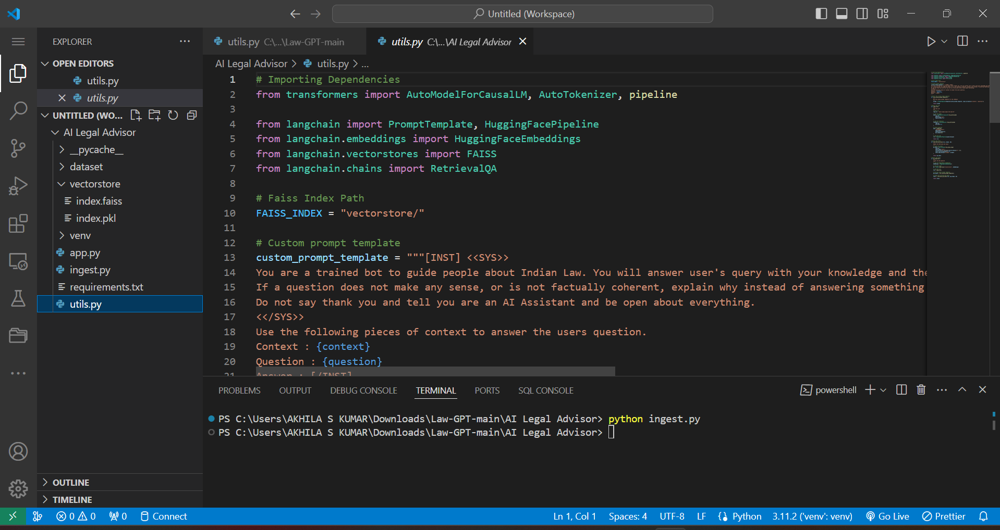 Untitled (Workspace)
EXPLORER
OPEN EDITORS
utils.py
utils.py
UNTITLED (WO...
AI Legal Advisor
__pycache__
dataset
vectorstore
index.faiss
index.pkl
venv
app.py
ingest.py
requirements.txt
utils.py
OUTLINE
TIMELINE
utils.py C:\...\Law-GPT-main
utils.py C:\...\AI Legal Advisor
AI Legal Advisor > utils.py > ...
1 # Importing Dependencies
2 from transformers import AutoModelForCausalLM, AutoTokenizer, pipeline
3
4 from langchain import PromptTemplate, HuggingFacePipeline
5 from langchain.embeddings import HuggingFaceEmbeddings
6 from langchain.vectorstores import FAISS
7 from langchain.chains import RetrievalQA
8
9 # Faiss Index Path
10 FAISS_INDEX = "vectorstore/"
11
12 # Custom prompt template
13 custom_prompt_template = """[INST] <<SYS>>
14 You are a trained bot to guide people about Indian Law. You will answer user's query with your knowledge and the
15 If a question does not make any sense, or is not factually coherent, explain why instead of answering something
16 Do not say thank you and tell you are an AI Assistant and be open about everything.
17 <</SYS>>
18 Use the following pieces of context to answer the users question.
19 Context : {context}
20 Question : {question}
21 Answer : [/INST]
PROBLEMS OUTPUT DEBUG CONSOLE TERMINAL PORTS SQL CONSOLE
powershell
PS C:\Users\AKHILA S KUMAR\Downloads\Law-GPT-main\AI Legal Advisor> python ingest.py
PS C:\Users\AKHILA S KUMAR\Downloads\Law-GPT-main\AI Legal Advisor>
0 0 0 Connect Ln 1, Col 1 Spaces: 4 UTF-8 LF Python 3.11.2 ('venv': venv) Go Live Prettier